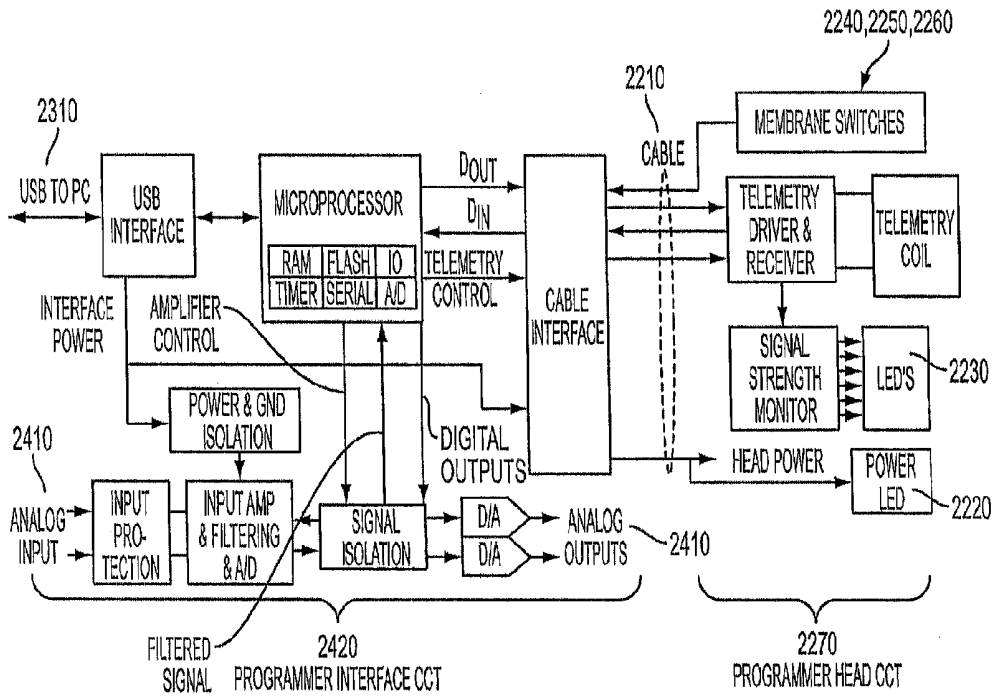 2240,2250,2260
MEMBRANE SWITCHES
2210
CABLE
2310
USB TO PC
USB
INTERFACE
MICROPROCESSOR
RAM FLASH IO
TIMER SERIAL A/D
DOUT
DIN
TELEMETRY
CONTROL
CABLE
INTERFACE
TELEMETRY
DRIVER &
RECEIVER
TELEMETRY
COIL
INTERFACE
POWER
AMPLIFIER
CONTROL
SIGNAL
STRENGTH
MONITOR
LED'S
2230
POWER & GND
ISOLATION
DIGITAL
OUTPUTS
HEAD POWER
POWER
LED
2220
2410
ANALOG
INPUT
INPUT
PRO-
TECTION
INPUT AMP
& FILTERING
& A/D
SIGNAL
ISOLATION
D/A
D/A
ANALOG
OUTPUTS
2410
FILTERED
SIGNAL
2420
PROGRAMMER INTERFACE CCT
2270
PROGRAMMER HEAD CCT